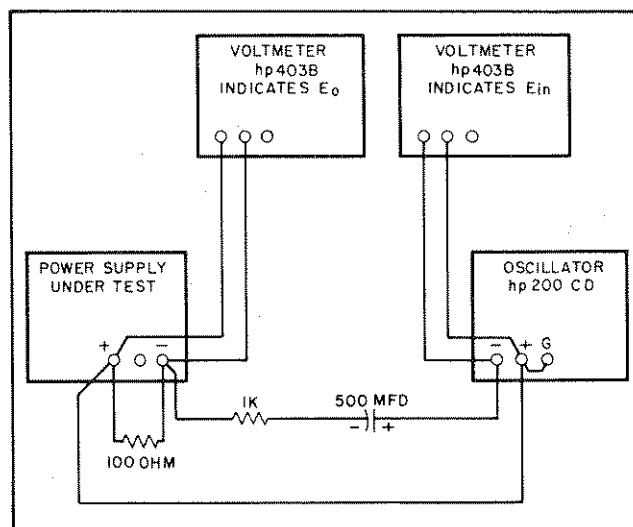 VOLTMETER
hp 403B
INDICATES Eo
VOLTMETER
hp 403B
INDICATES Ein
POWER SUPPLY
UNDER TEST
+ −
OSCILLATOR
hp 200 CD
− + G
1K
500 MFD
− +
100 OHM